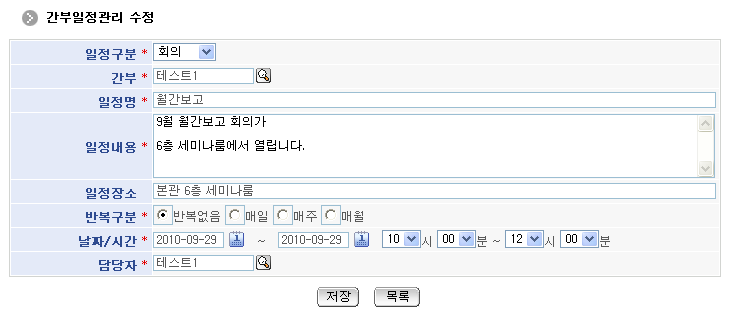 간부일정관리 수정
일정구분 * 회의
간부 * 테스트1
일정명 * 월간보고
일정내용 * 9월 월간보고 회의가
6층 세미나룸에서 열립니다.
일정장소 본관 6층 세미나룸
반복구분 * 반복없음 매일 매주 매월
날짜/시간 * 2010-09-29 ~ 2010-09-29 10 시 00 분 ~ 12 시 00 분
담당자 * 테스트1
저장 목록